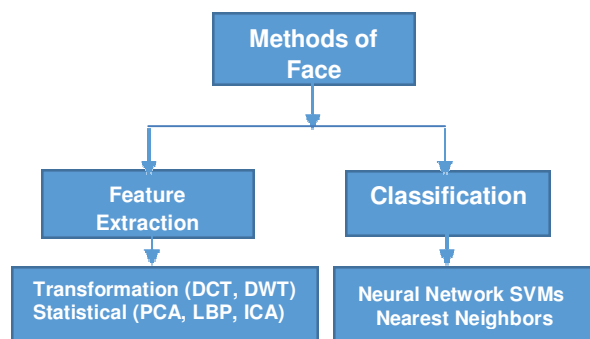 Methods of
Face
Feature
Extraction
Classification
Transformation (DCT, DWT)
Statistical (PCA, LBP, ICA)
Neural Network SVMs
Nearest Neighbors